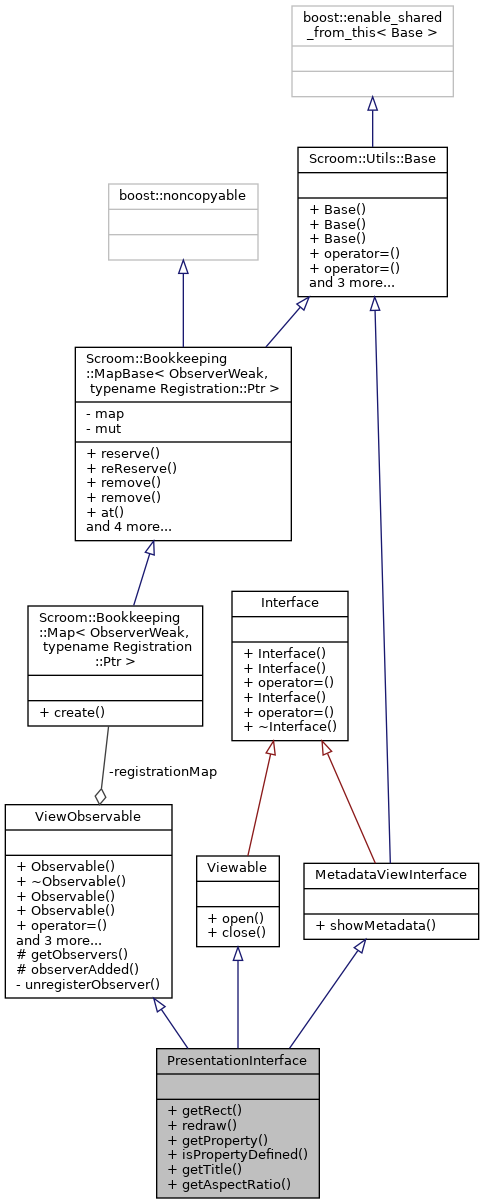 boost::enable_shared
_from_this< Base >
Scroom::Utils::Base
+ Base()
+ Base()
+ Base()
+ operator=()
+ operator=()
and 3 more...
boost::noncopyable
Scroom::Bookkeeping
::MapBase< ObserverWeak,
typename Registration::Ptr >
- map
- mut
+ reserve()
+ reReserve()
+ remove()
+ remove()
+ at()
and 4 more...
Scroom::Bookkeeping
::Map< ObserverWeak,
typename Registration
::Ptr >
+ create()
Interface
+ Interface()
+ Interface()
+ operator=()
+ Interface()
+ operator=()
+ ~Interface()
-registrationMap
ViewObservable
+ Observable()
+ ~Observable()
+ Observable()
+ Observable()
+ operator=()
and 3 more...
# getObservers()
# observerAdded()
- unregisterObserver()
Viewable
+ open()
+ close()
MetadataViewInterface
+ showMetadata()
PresentationInterface
+ getRect()
+ redraw()
+ getProperty()
+ isPropertyDefined()
+ getTitle()
+ getAspectRatio()